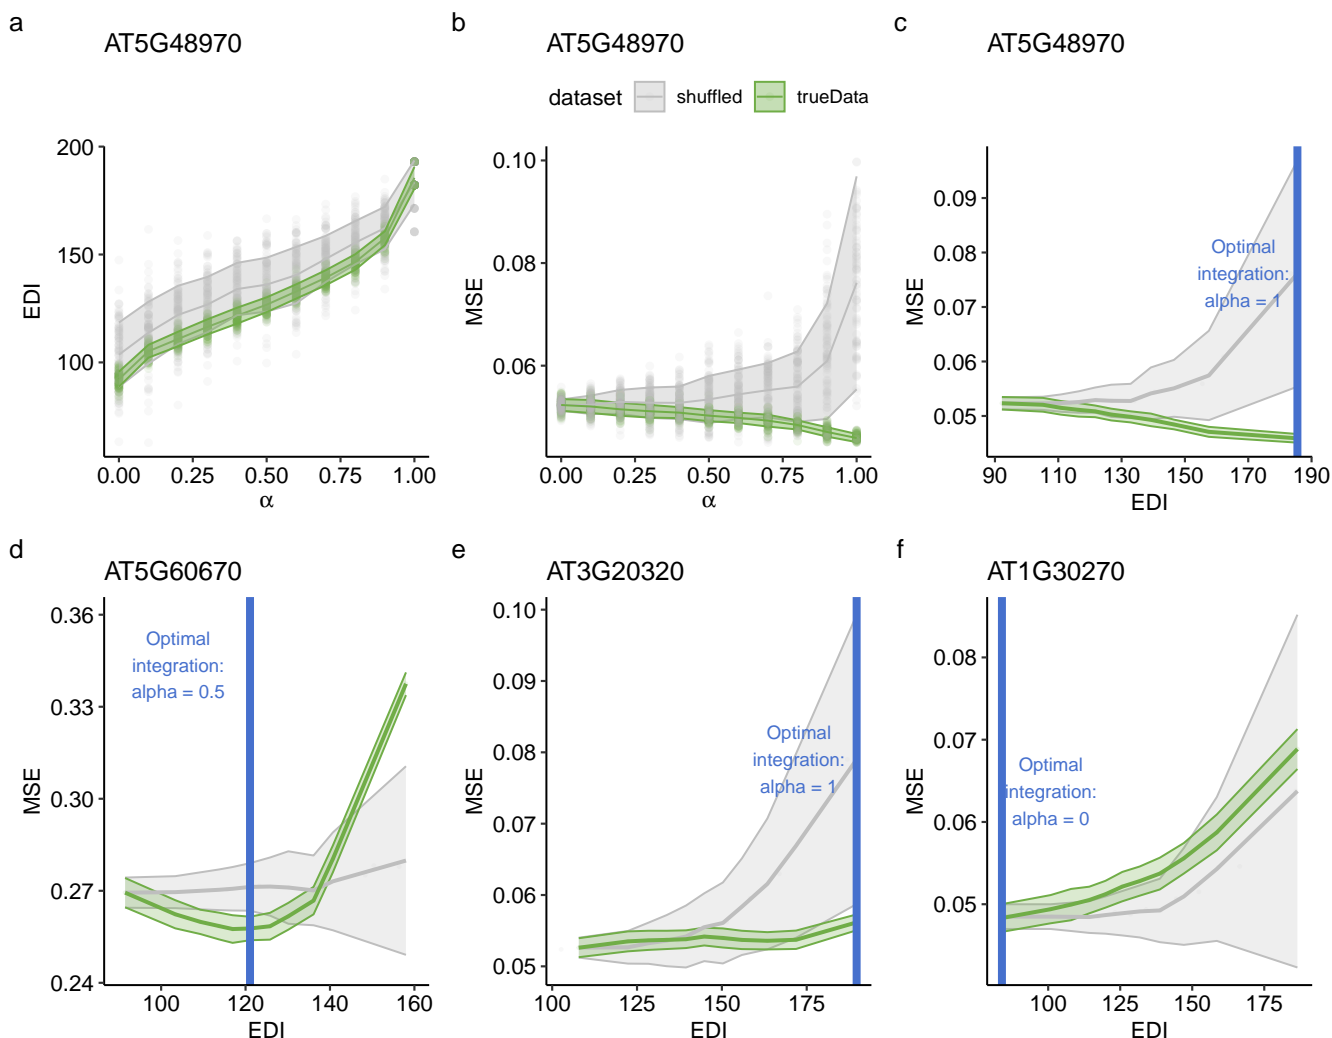 a
AT5G48970
b
AT5G48970
c
AT5G48970
dataset shuffled trueData
200
150
100
EDI
0.00 0.25 0.50 0.75 1.00
α
0.10
0.08
0.06
MSE
0.00 0.25 0.50 0.75 1.00
α
0.09
0.08
0.07
0.06
0.05
MSE
Optimal
integration:
alpha = 1
90 110 130 150 170 190
EDI
d
AT5G60670
0.36
0.33
0.30
0.27
0.24
MSE
Optimal
integration:
alpha = 0.5
100 120 140 160
EDI
e
AT3G20320
0.10
0.09
0.08
0.07
0.06
0.05
MSE
Optimal
integration:
alpha = 1
100 125 150 175
EDI
f
AT1G30270
0.08
0.07
0.06
0.05
MSE
Optimal
integration:
alpha = 0
100 125 150 175
EDI